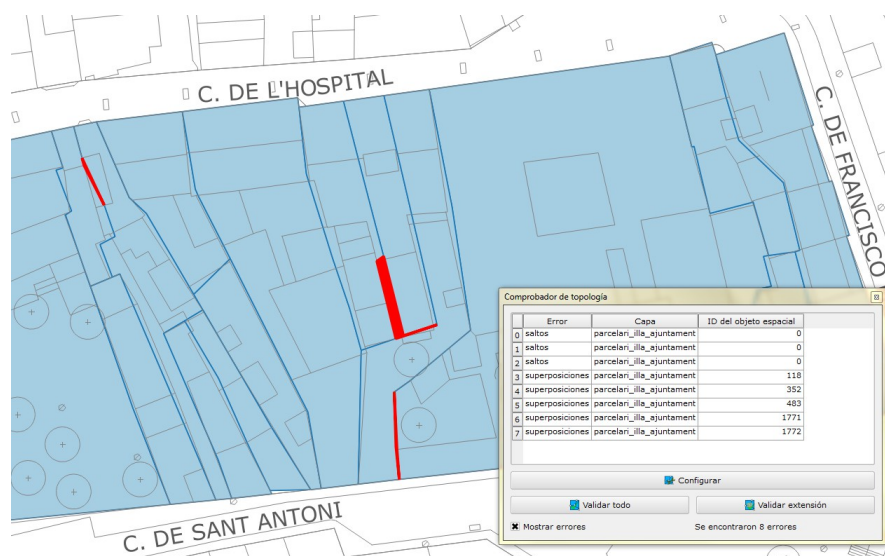 C. DE L'HOSPITAL
C. DE FRANCISCO
C. DE SANT ANTONI
Comprobador de topología
Error Capa ID del objeto espacial
0 saltos parcelari_illa_ajuntament 0
1 saltos parcelari_illa_ajuntament 0
2 saltos parcelari_illa_ajuntament 0
3 superposiciones parcelari_illa_ajuntament 118
4 superposiciones parcelari_illa_ajuntament 352
5 superposiciones parcelari_illa_ajuntament 483
6 superposiciones parcelari_illa_ajuntament 1771
7 superposiciones parcelari_illa_ajuntament 1772
Configurar
Validar todo Validar extensión
Mostrar errores Se encontraron 8 errores